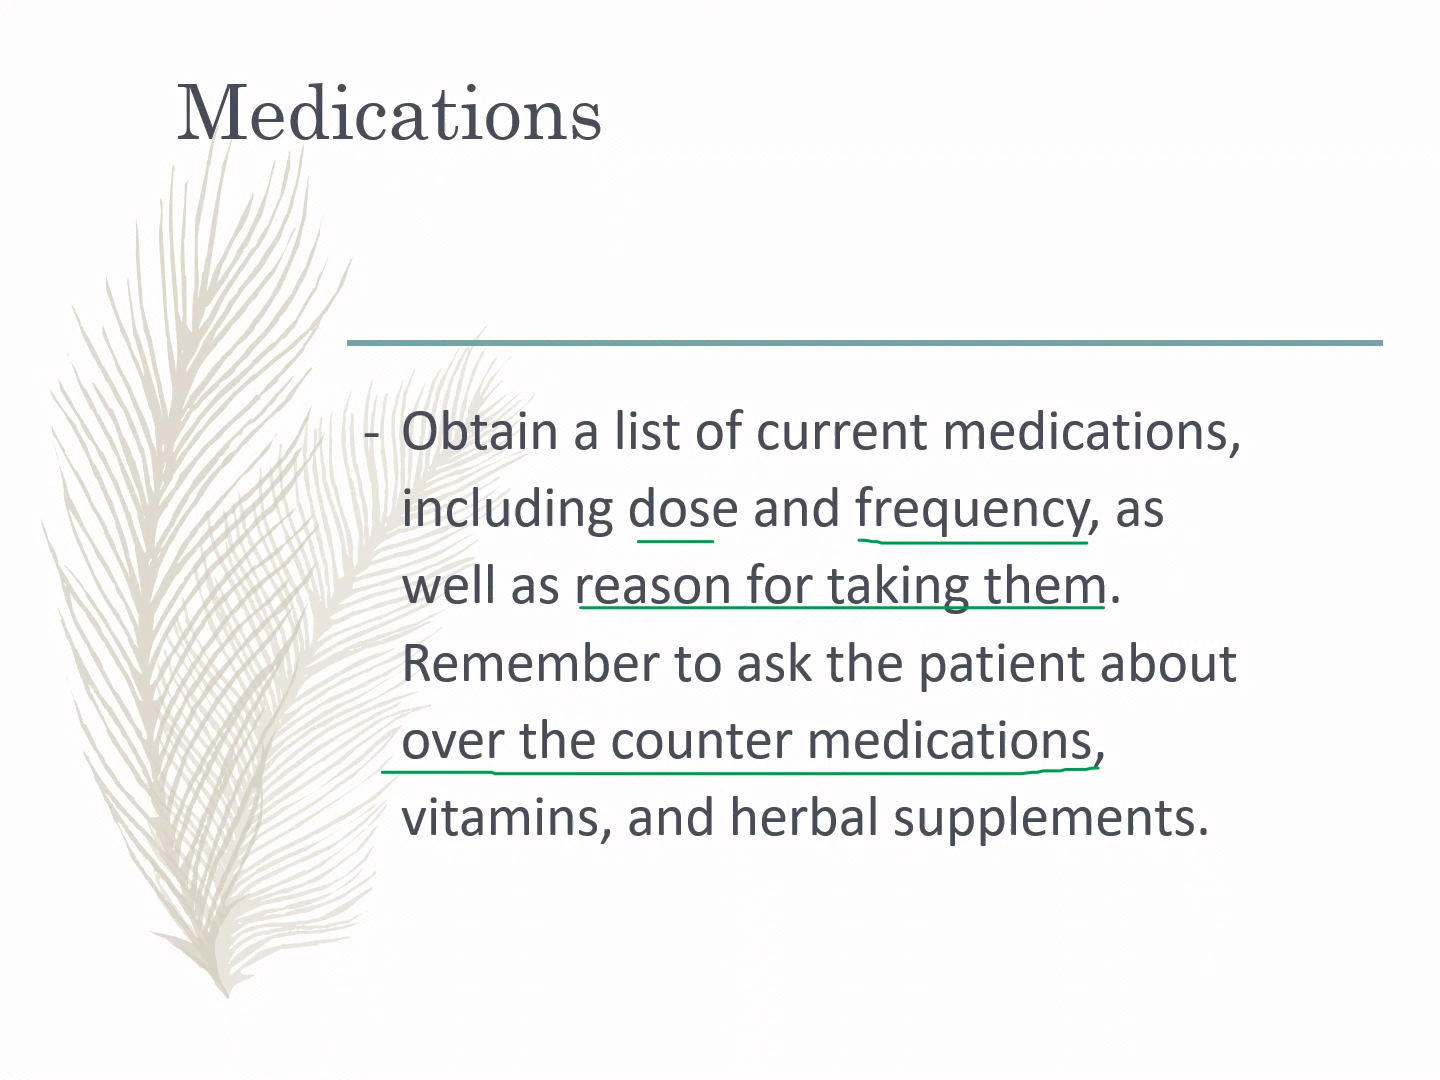 Medications
- Obtain a list of current medications,
including dose and frequency, as
well as reason for taking them.
Remember to ask the patient about
over the counter medications,
vitamins, and herbal supplements.